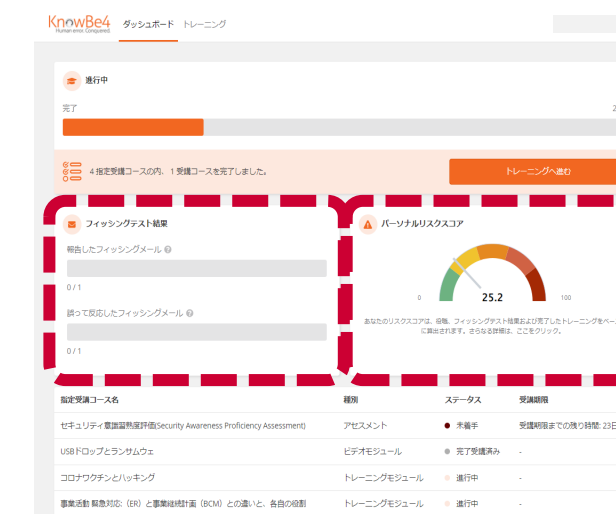 KnowBe4
Human error. Conquered.
ダッシュボード トレーニング
進行中
完了
2
4 指定受講コースの内、1 受講コースを完了しました。
トレーニングへ進む
フィッシングテスト結果
報告したフィッシングメール
0 / 1
誤って反応したフィッシングメール
0 / 1
パーソナルリスクスコア
0 25.2 100
あなたのリスクスコアは、役職、フィッシングテスト結果および完了したトレーニングをベー
に算出されます。さらなる詳細は、ここをクリック。
指定受講コース名 種別 ステータス 受講期限
セキュリティ意識習熟度評価(Security Awareness Proficiency Assessment) アセスメント 未着手 受講期限までの残り時間: 23日
USBドロップとランサムウェ ビデオモジュール 完了受講済み -
コロナワクチンとハッキング トレーニングモジュール 進行中 -
事業活動 緊急対応:（ER）と事業継続計画（BCM）との違いと、各自の役割 トレーニングモジュール 進行中 -